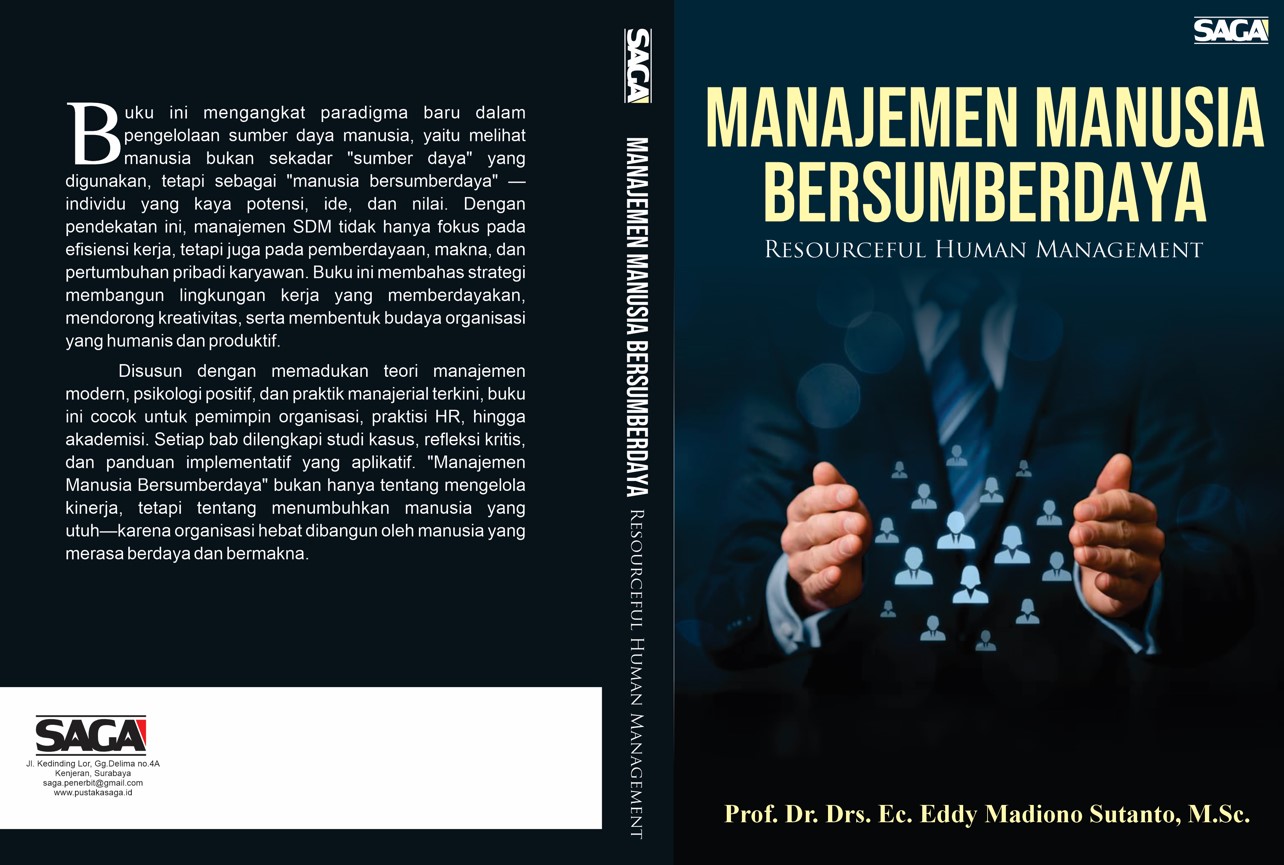 Buku ini mengangkat paradigma baru dalam
pengelolaan sumber daya manusia, yaitu melihat
manusia bukan sekadar "sumber daya" yang
digunakan, tetapi sebagai "manusia bersumberdaya" —
individu yang kaya potensi, ide, dan nilai. Dengan
pendekatan ini, manajemen SDM tidak hanya fokus pada
efisiensi kerja, tetapi juga pada pemberdayaan, makna, dan
pertumbuhan pribadi karyawan. Buku ini membahas strategi
membangun lingkungan kerja yang memberdayakan,
mendorong kreativitas, serta membentuk budaya organisasi
yang humanis dan produktif.
Disusun dengan memadukan teori manajemen
modern, psikologi positif, dan praktik manajerial terkini, buku
ini cocok untuk pemimpin organisasi, praktisi HR, hingga
akademisi. Setiap bab dilengkapi studi kasus, refleksi kritis,
dan panduan implementatif yang aplikatif. "Manajemen
Manusia Bersumberdaya" bukan hanya tentang mengelola
kinerja, tetapi tentang menumbuhkan manusia yang
utuh—karena organisasi hebat dibangun oleh manusia yang
merasa berdaya dan bermakna.
SAGA
Jl. Kedinding Lor, Gg.Delima no.4A
Kenjeran, Surabaya
saga.penerbit@gmail.com
www.pustakasaga.id
SAGA
MANAJEMEN MANUSIA BERSUMBERDAYA RESOURCEFUL HUMAN MANAGEMENT
SAGA
MANAJEMEN MANUSIA
BERSUMBERDAYA
RESOURCEFUL HUMAN MANAGEMENT
Prof. Dr. Drs. Ec. Eddy Madiono Sutanto, M.Sc.